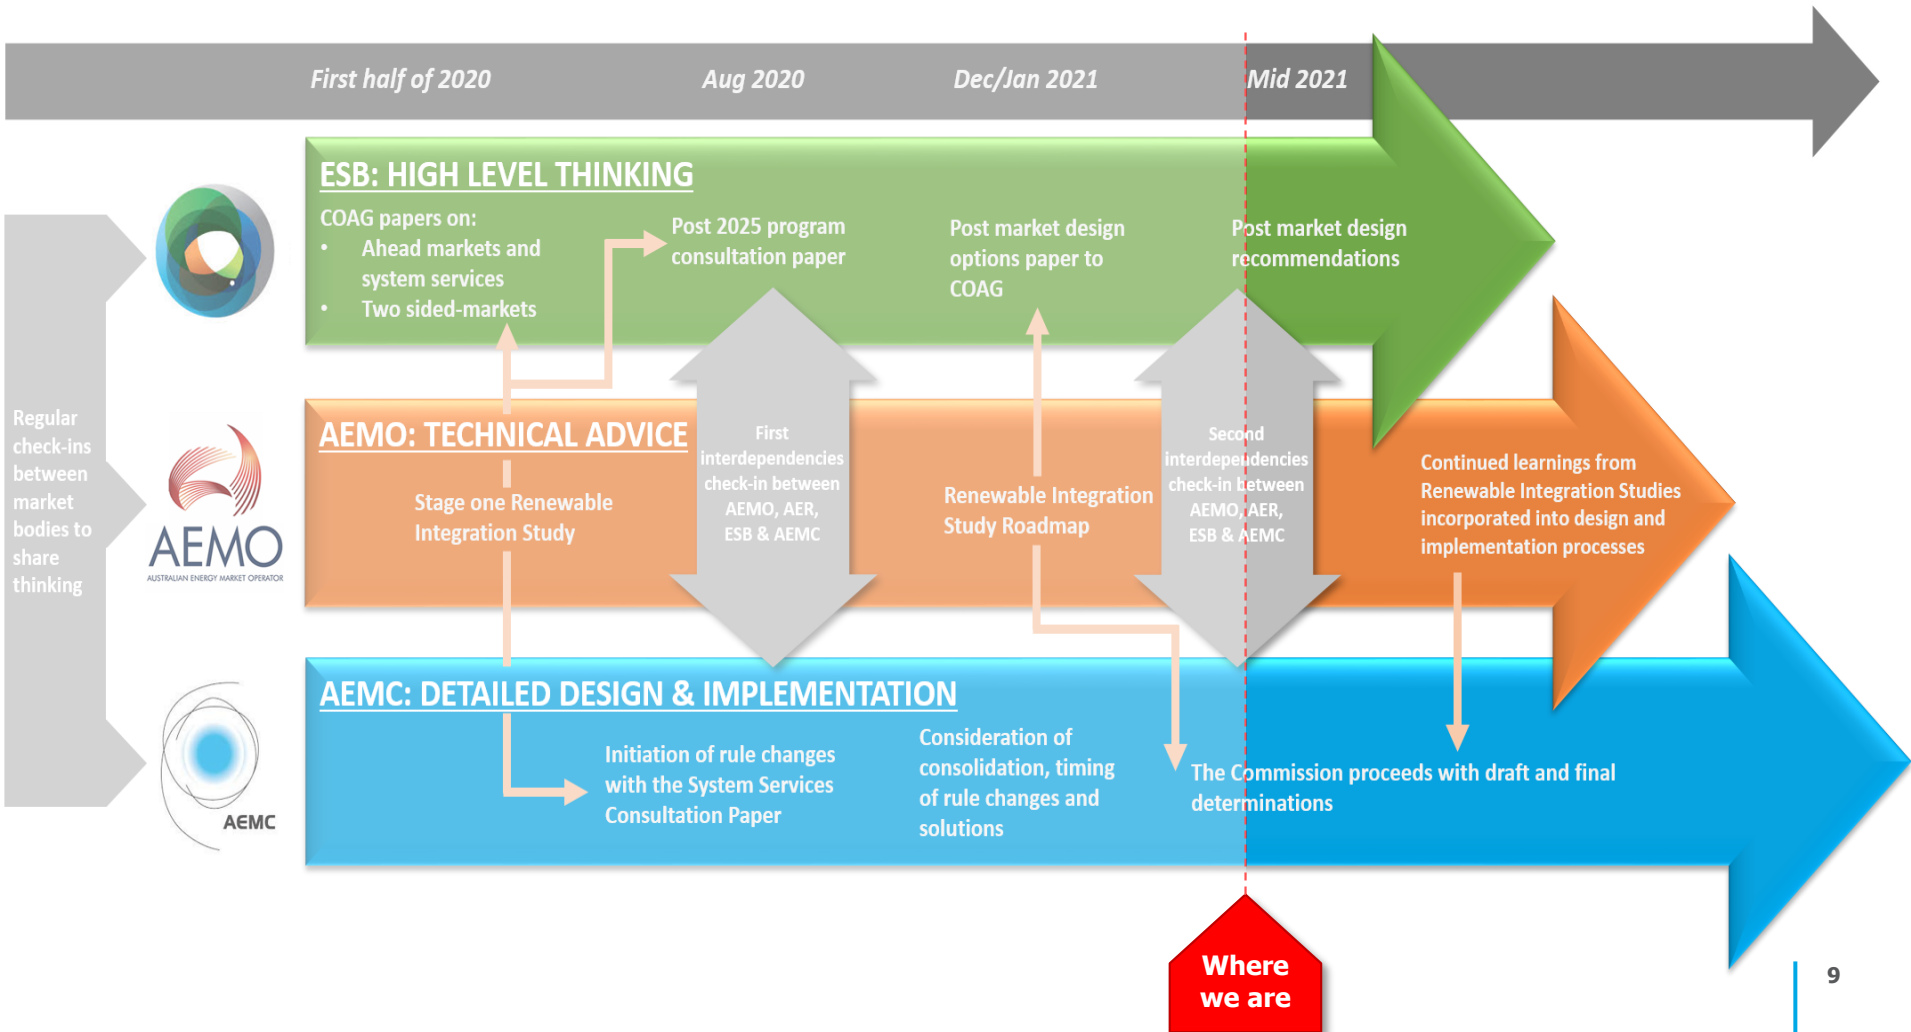 First half of 2020
Aug 2020
Dec/Jan 2021
Mid 2021
ESB: HIGH LEVEL THINKING
COAG papers on:
• Ahead markets and
system services
• Two sided-markets
Post 2025 program
consultation paper
Post market design
options paper to
COAG
Post market design
recommendations
Regular
check-ins
between
market
bodies to
share
thinking
AEMO
AUSTRALIAN ENERGY MARKET OPERATOR
AEMO: TECHNICAL ADVICE
Stage one Renewable
Integration Study
First
interdependencies
check-in between
AEMO, AER,
ESB & AEMC
Renewable Integration
Study Roadmap
Second
interdependencies
check-in between
AEMO, AER,
ESB & AEMC
Continued learnings from
Renewable Integration Studies
incorporated into design and
implementation processes
AEMC
AEMC: DETAILED DESIGN & IMPLEMENTATION
Initiation of rule changes
with the System Services
Consultation Paper
Consideration of
consolidation, timing
of rule changes and
solutions
The Commission proceeds with draft and final
determinations
Where
we are
9